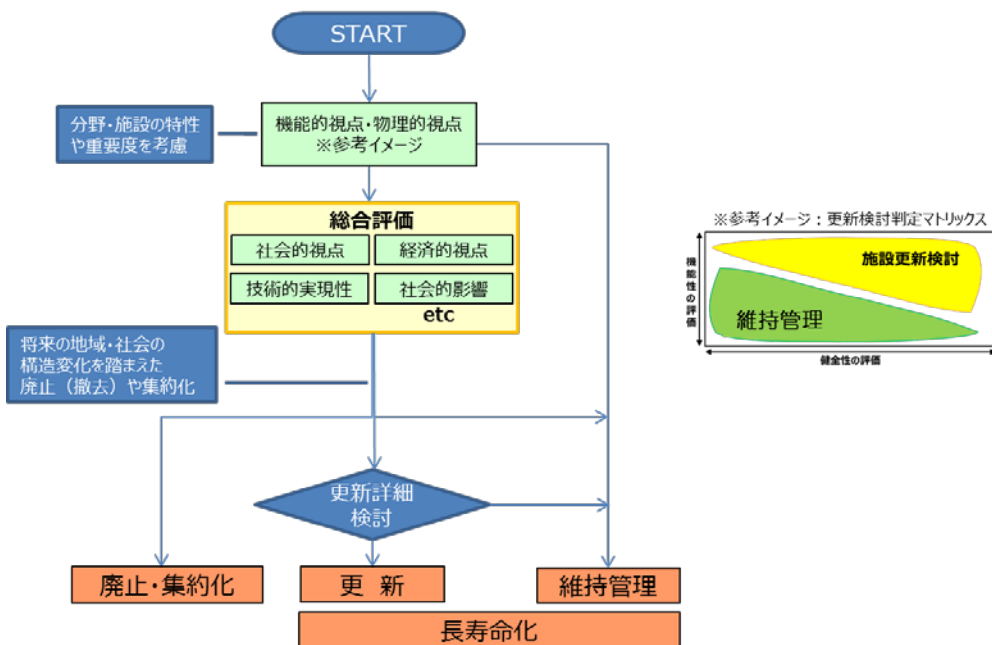 START
分野・施設の特性
や重要度を考慮
機能的視点・物理的視点
※参考イメージ
総合評価
社会的視点
経済的視点
技術的実現性
社会的影響
etc
将来の地域・社会の
構造変化を踏まえた
廃止（撤去）や集約化
更新詳細
検討
廃止・集約化
更 新
維持管理
長寿命化
※参考イメージ：更新検討判定マトリックス
機能性の評価
施設更新検討
維持管理
健全性の評価